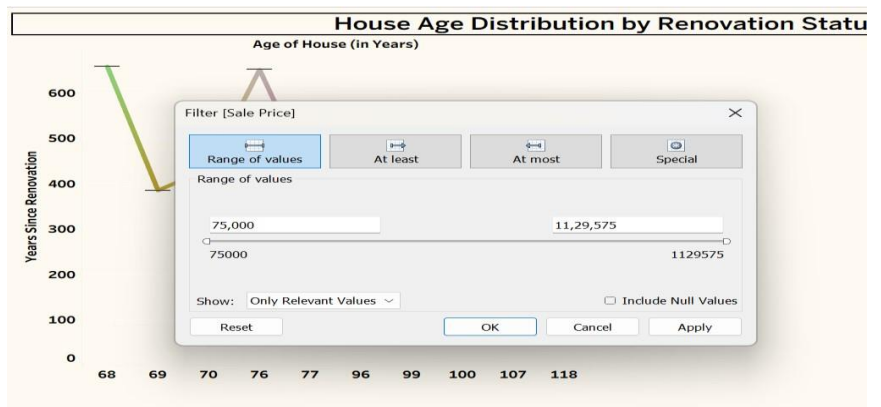 House Age Distribution by Renovation Statu
Age of House (in Years)
Years Since Renovation
600
500
400
300
200
100
0
Filter [Sale Price]
Range of values
At least
At most
Special
Range of values
75,000
11,29,575
75000
1129575
Show: Only Relevant Values
Include Null Values
Reset
OK
Cancel
Apply
68 69 70 76 77 96 99 100 107 118